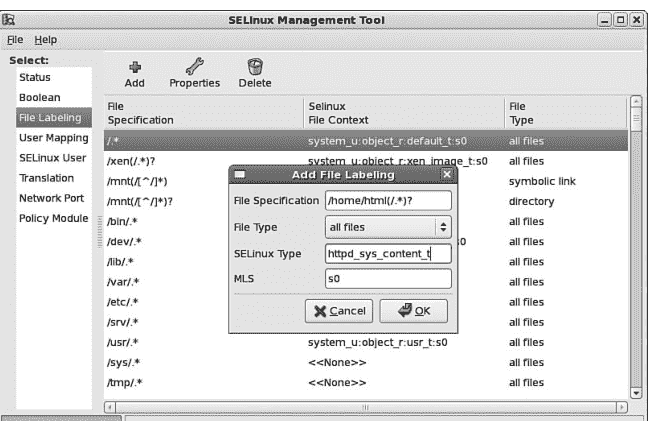 SELinux Management Tool
File Help
Select:
Status
Boolean
File Labeling
User Mapping
SELinux User
Translation
Network Port
Policy Module
Add Properties Delete
File Specification Selinux File Context File Type
/.* system_u:object_r:default_t:s0 all files
/xen(/.*)? system_u:object_r:xen_image_t:s0 all files
/mnt(/[^/]*) symbolic link
/mnt(/[^/]*)? directory
/bin/.* all files
/dev/.* :s0 all files
/lib/.* all files
/var/.* all files
/etc/.* all files
/srv/.* all files
/usr/.* system_u:object_r:usr_t:s0 all files
/sys/.* <<None>> all files
/tmp/.* <<None>> all files
Add File Labeling
File Specification /home/html(/.*)?
File Type all files
SELinux Type httpd_sys_content_t
MLS s0
Cancel OK